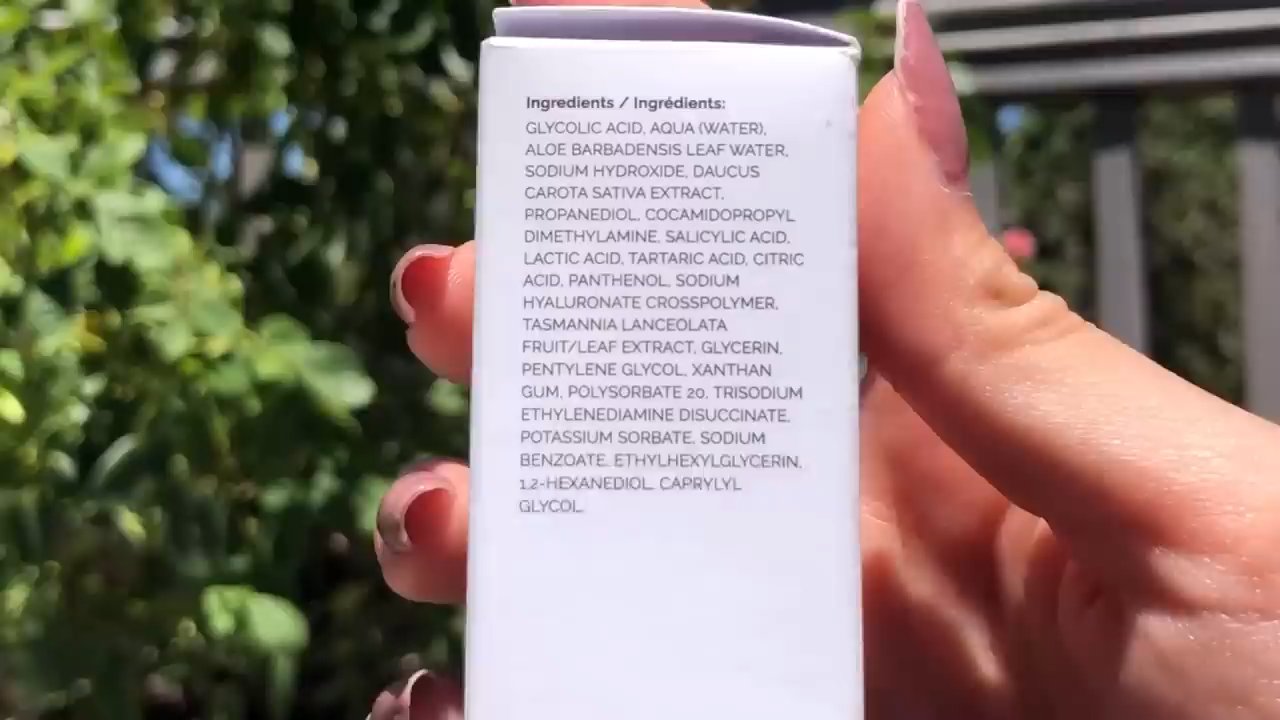 Ingredients / Ingrédients:
GLYCOLIC ACID, AQUA (WATER),
ALOE BARBADENSIS LEAF WATER,
SODIUM HYDROXIDE, DAUCUS
CAROTA SATIVA EXTRACT,
PROPANEDIOL, COCAMIDOPROPYL
DIMETHYLAMINE, SALICYLIC ACID,
LACTIC ACID, TARTARIC ACID, CITRIC
ACID, PANTHENOL, SODIUM
HYALURONATE CROSSPOLYMER,
TASMANNIA LANCEOLATA
FRUIT/LEAF EXTRACT, GLYCERIN,
PENTYLENE GLYCOL, XANTHAN
GUM, POLYSORBATE 20, TRISODIUM
ETHYLENEDIAMINE DISUCCINATE,
POTASSIUM SORBATE, SODIUM
BENZOATE, ETHYLHEXYLGLYCERIN,
1,2-HEXANEDIOL, CAPRYLYL
GLYCOL.